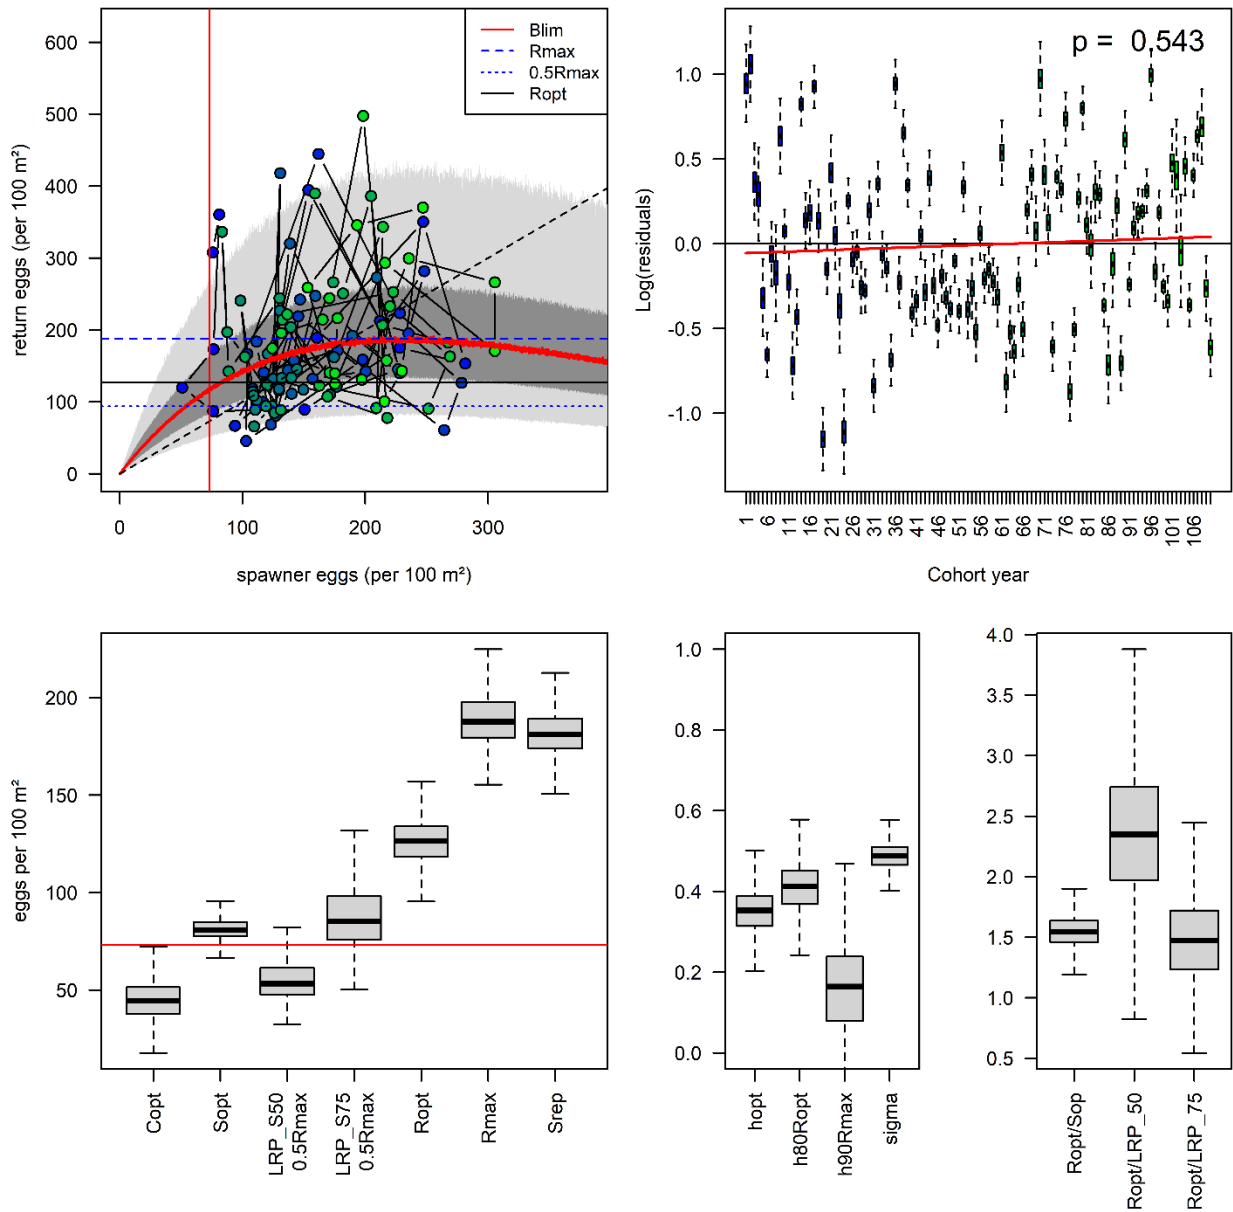 600
500
400
300
200
100
0
return eggs (per 100 m²)
0
100
200
300
spawner eggs (per 100 m²)
Blim
Rmax
0.5Rmax
Ropt
p = 0.543
1.0
0.5
0.0
-0.5
-1.0
Log(residuals)
1
6
11
16
21
26
31
36
41
46
51
56
61
66
71
76
81
86
91
96
101
106
Cohort year
200
150
100
50
eggs per 100 m²
Copt
Sopt
LRP_S50
0.5Rmax
LRP_S75
0.5Rmax
Ropt
Rmax
Srep
1.0
0.8
0.6
0.4
0.2
0.0
hopt
h80Ropt
h90Rmax
sigma
4.0
3.5
3.0
2.5
2.0
1.5
1.0
0.5
Ropt/Sop
Ropt/LRP_50
Ropt/LRP_75